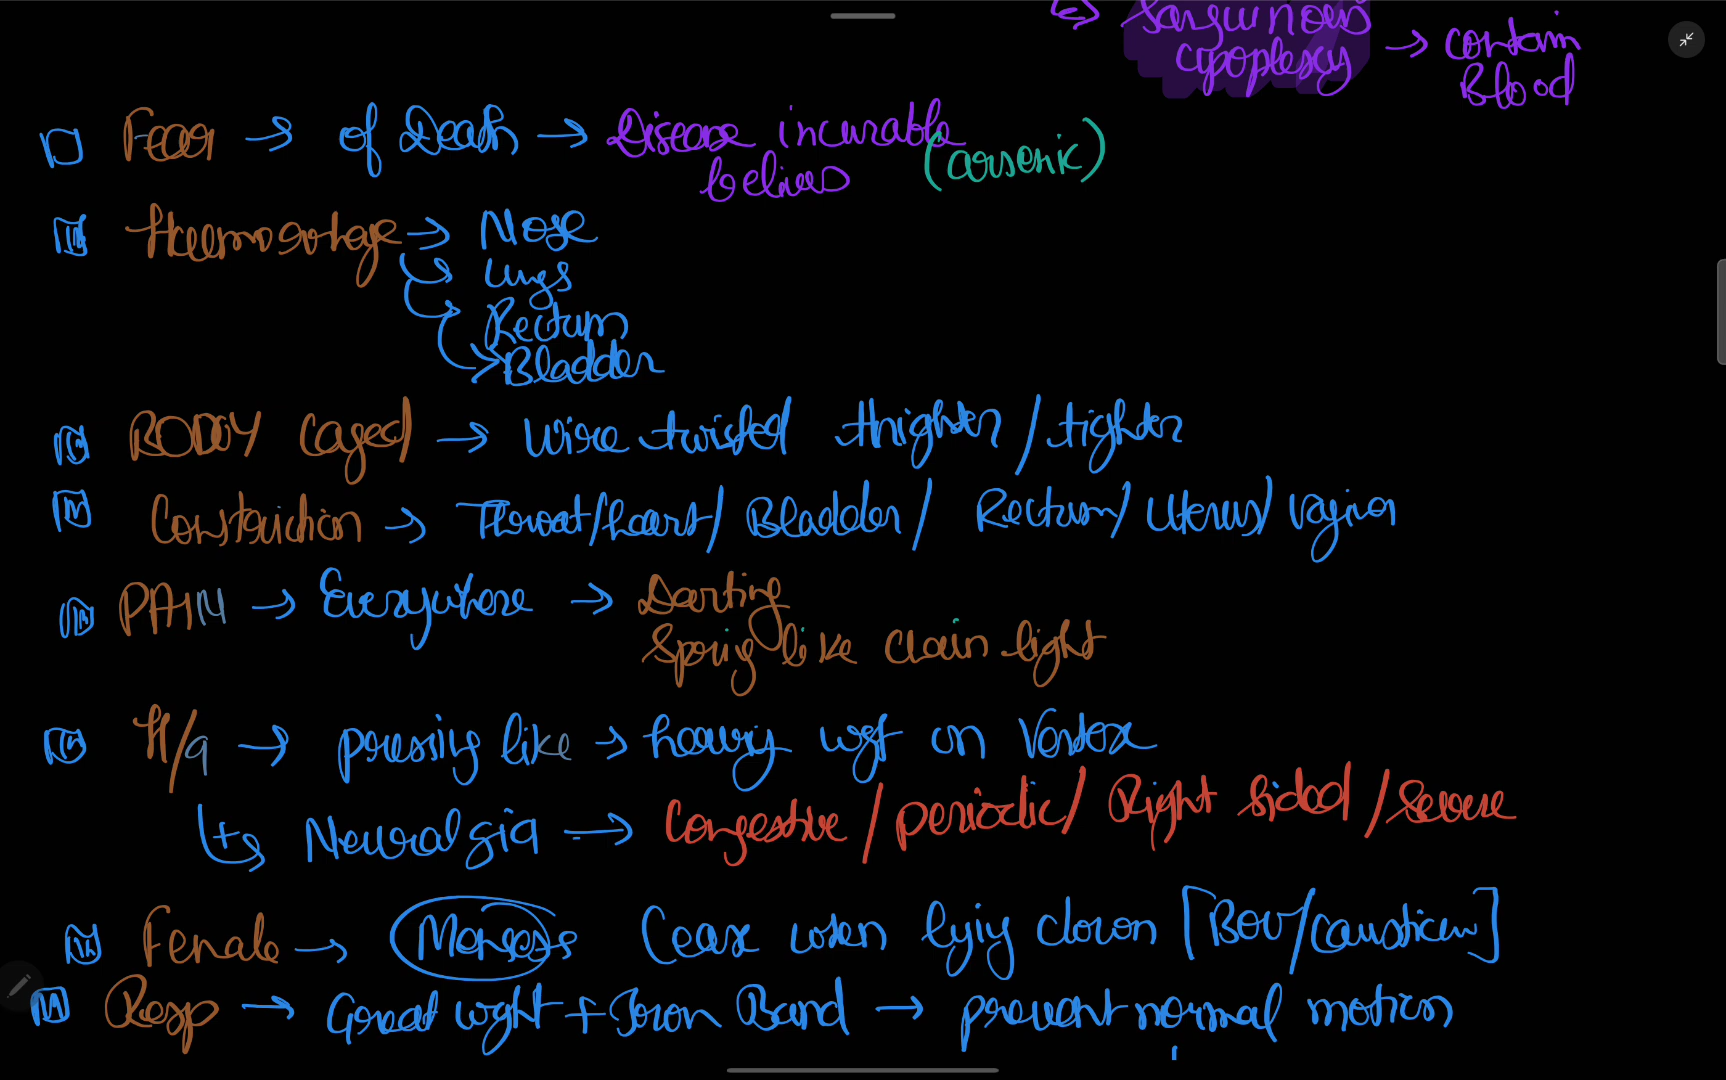 ↳ Sanguinous → contain
apoplexy Blood
Fear → of Death → Disease incurable
believes (arsenic)
Haemorrhage → Nose
Lungs
Rectum
Bladder
BODY Caged → Wire twisted thighter / tighter
Constriction → Throat/heart/ Bladder/ Rectum/ Uterus/ Vagina
PAIN → Everywhere → Darting
Sprig like chain light
H/a → pressing like → heavy wgt on Vertex
↳ Neuralgia → Congestive / periodic/ Right sided / Severe
Female → Menses Cease when lyiy down [Bov/Causticum]
Resp → Great wght + Iron Band → prevent normal motion